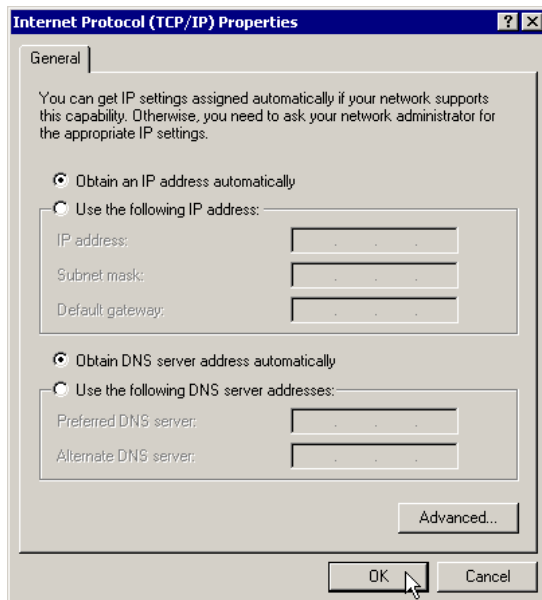 Internet Protocol (TCP/IP) Properties
General
You can get IP settings assigned automatically if your network supports
this capability. Otherwise, you need to ask your network administrator for
the appropriate IP settings.
Obtain an IP address automatically
Use the following IP address:
IP address:
Subnet mask:
Default gateway:
Obtain DNS server address automatically
Use the following DNS server addresses:
Preferred DNS server:
Alternate DNS server:
Advanced...
OK Cancel